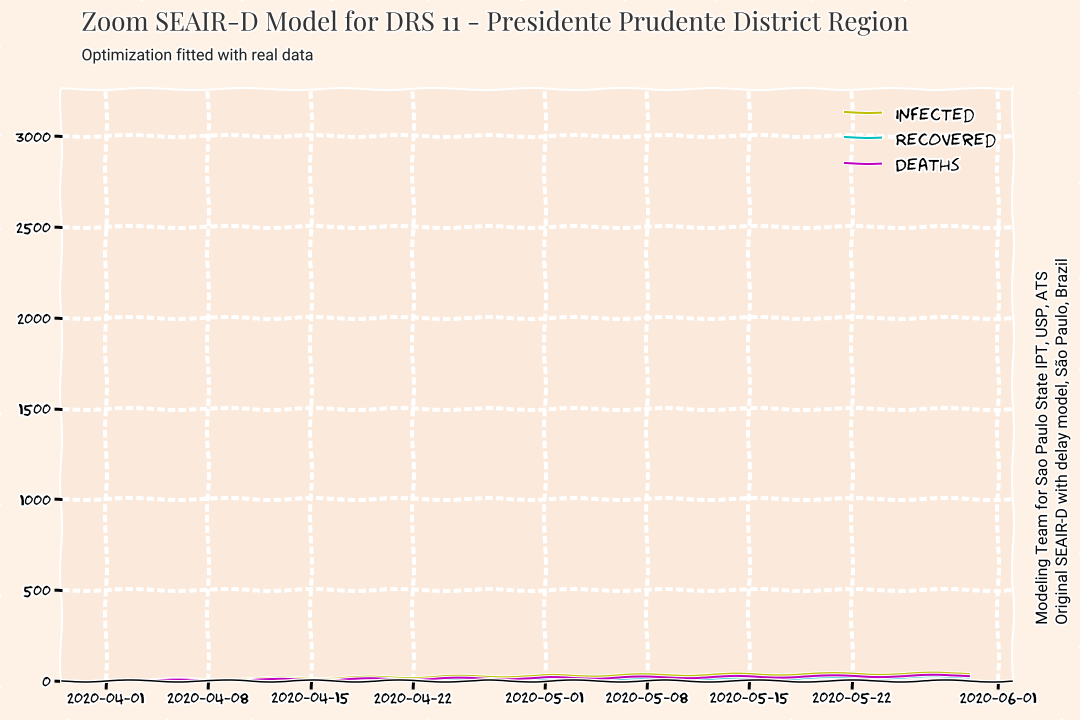 Zoom SEAIR-D Model for DRS 11 - Presidente Prudente District Region
Optimization fitted with real data
INFECTED
RECOVERED
DEATHS
3000
2500
2000
1500
1000
500
0
2020-04-01 2020-04-08 2020-04-15 2020-04-22 2020-05-01 2020-05-08 2020-05-15 2020-05-22 2020-06-01
Modeling Team for Sao Paulo State IPT, USP, ATS
Original SEAIR-D with delay model, São Paulo, Brazil